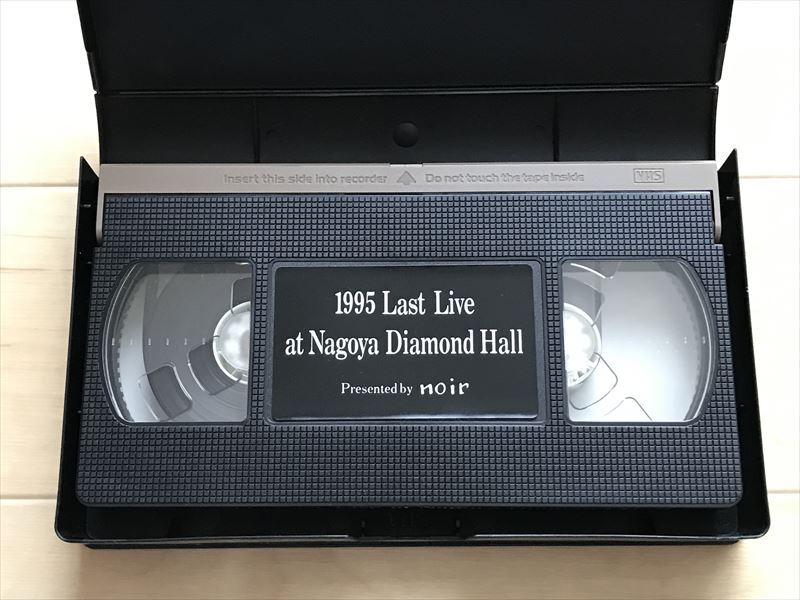 Insert this side into recorder Do not touch the tape inside VHS
1995 Last Live
at Nagoya Diamond Hall
Presented by noir